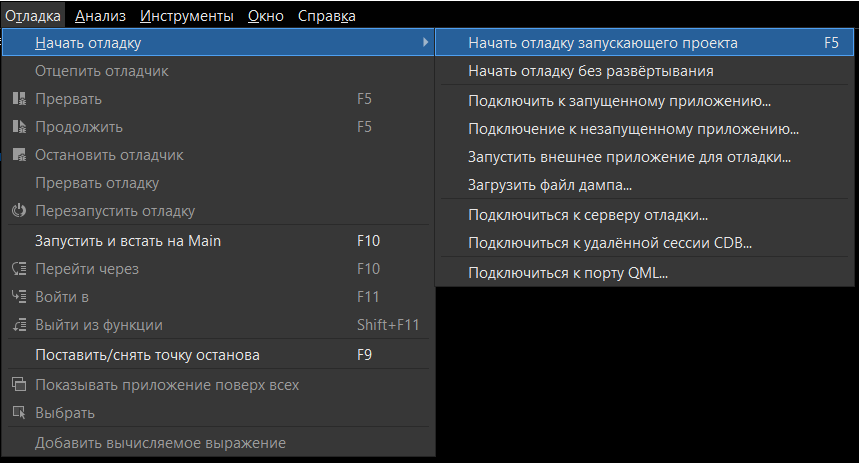 Отладка Анализ Инструменты Окно Справка
Начать отладку
Отцепить отладчик
Прервать F5
Продолжить F5
Остановить отладчик
Прервать отладку
Перезапустить отладку
Запустить и встать на Main F10
Перейти через F10
Войти в F11
Выйти из функции Shift+F11
Поставить/снять точку останова F9
Показывать приложение поверх всех
Выбрать
Добавить вычисляемое выражение
Начать отладку запускающего проекта F5
Начать отладку без развёртывания
Подключить к запущенному приложению...
Подключение к незапущенному приложению...
Запустить внешнее приложение для отладки...
Загрузить файл дампа...
Подключиться к серверу отладки...
Подключиться к удалённой сессии CDB...
Подключиться к порту QML...